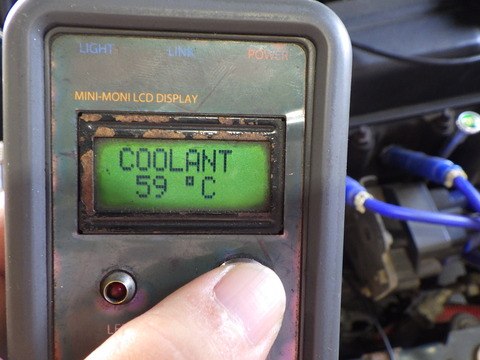 LIGHT LINK POWER
MINI-MONI LCD DISPLAY
COOLANT
59 °C